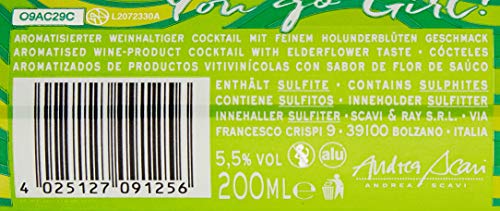 You go Girl!
09AC29C L2072330A
AROMATISIERTER WEINHALTIGER COCKTAIL MIT FEINEM HOLUNDERBLÜTEN GESCHMACK
AROMATISED WINE-PRODUCT COCKTAIL WITH ELDERFLOWER TASTE • CÓCTELES
AROMATIZADOS DE PRODUCTOS VITIVINÍCOLAS CON SABOR DE FLOR DE SAÚCO
ENTHÄLT SULFITE • CONTAINS SULPHITES
CONTIENE SULFITOS • INNEHOLDER SULFITTER
INNEHALLER SULFITER • SCAVI & RAY S.R.L. • VIA
FRANCESCO CRISPI 9 • 39100 BOLZANO • ITALIA
5,5% VOL alu
200ML e
Andrea Scavi
ANDREA SCAVI
4 025127 091256